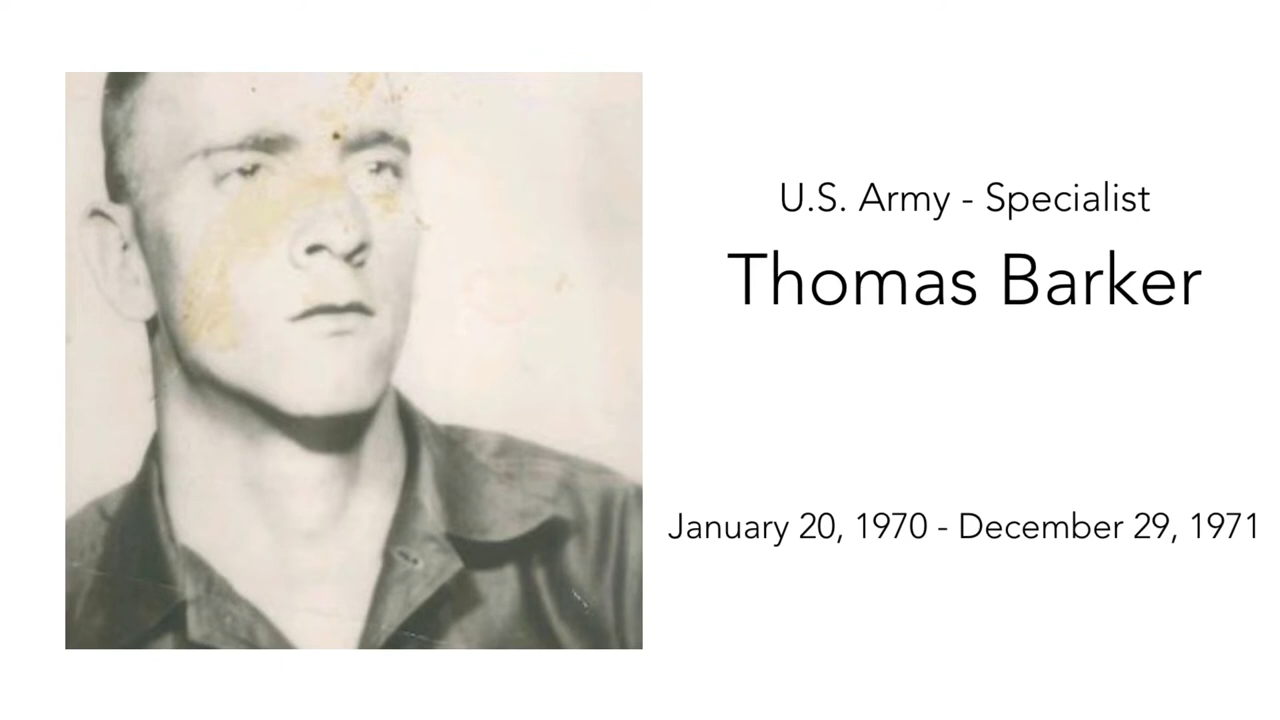 U.S. Army - Specialist
Thomas Barker
January 20, 1970 - December 29, 1971